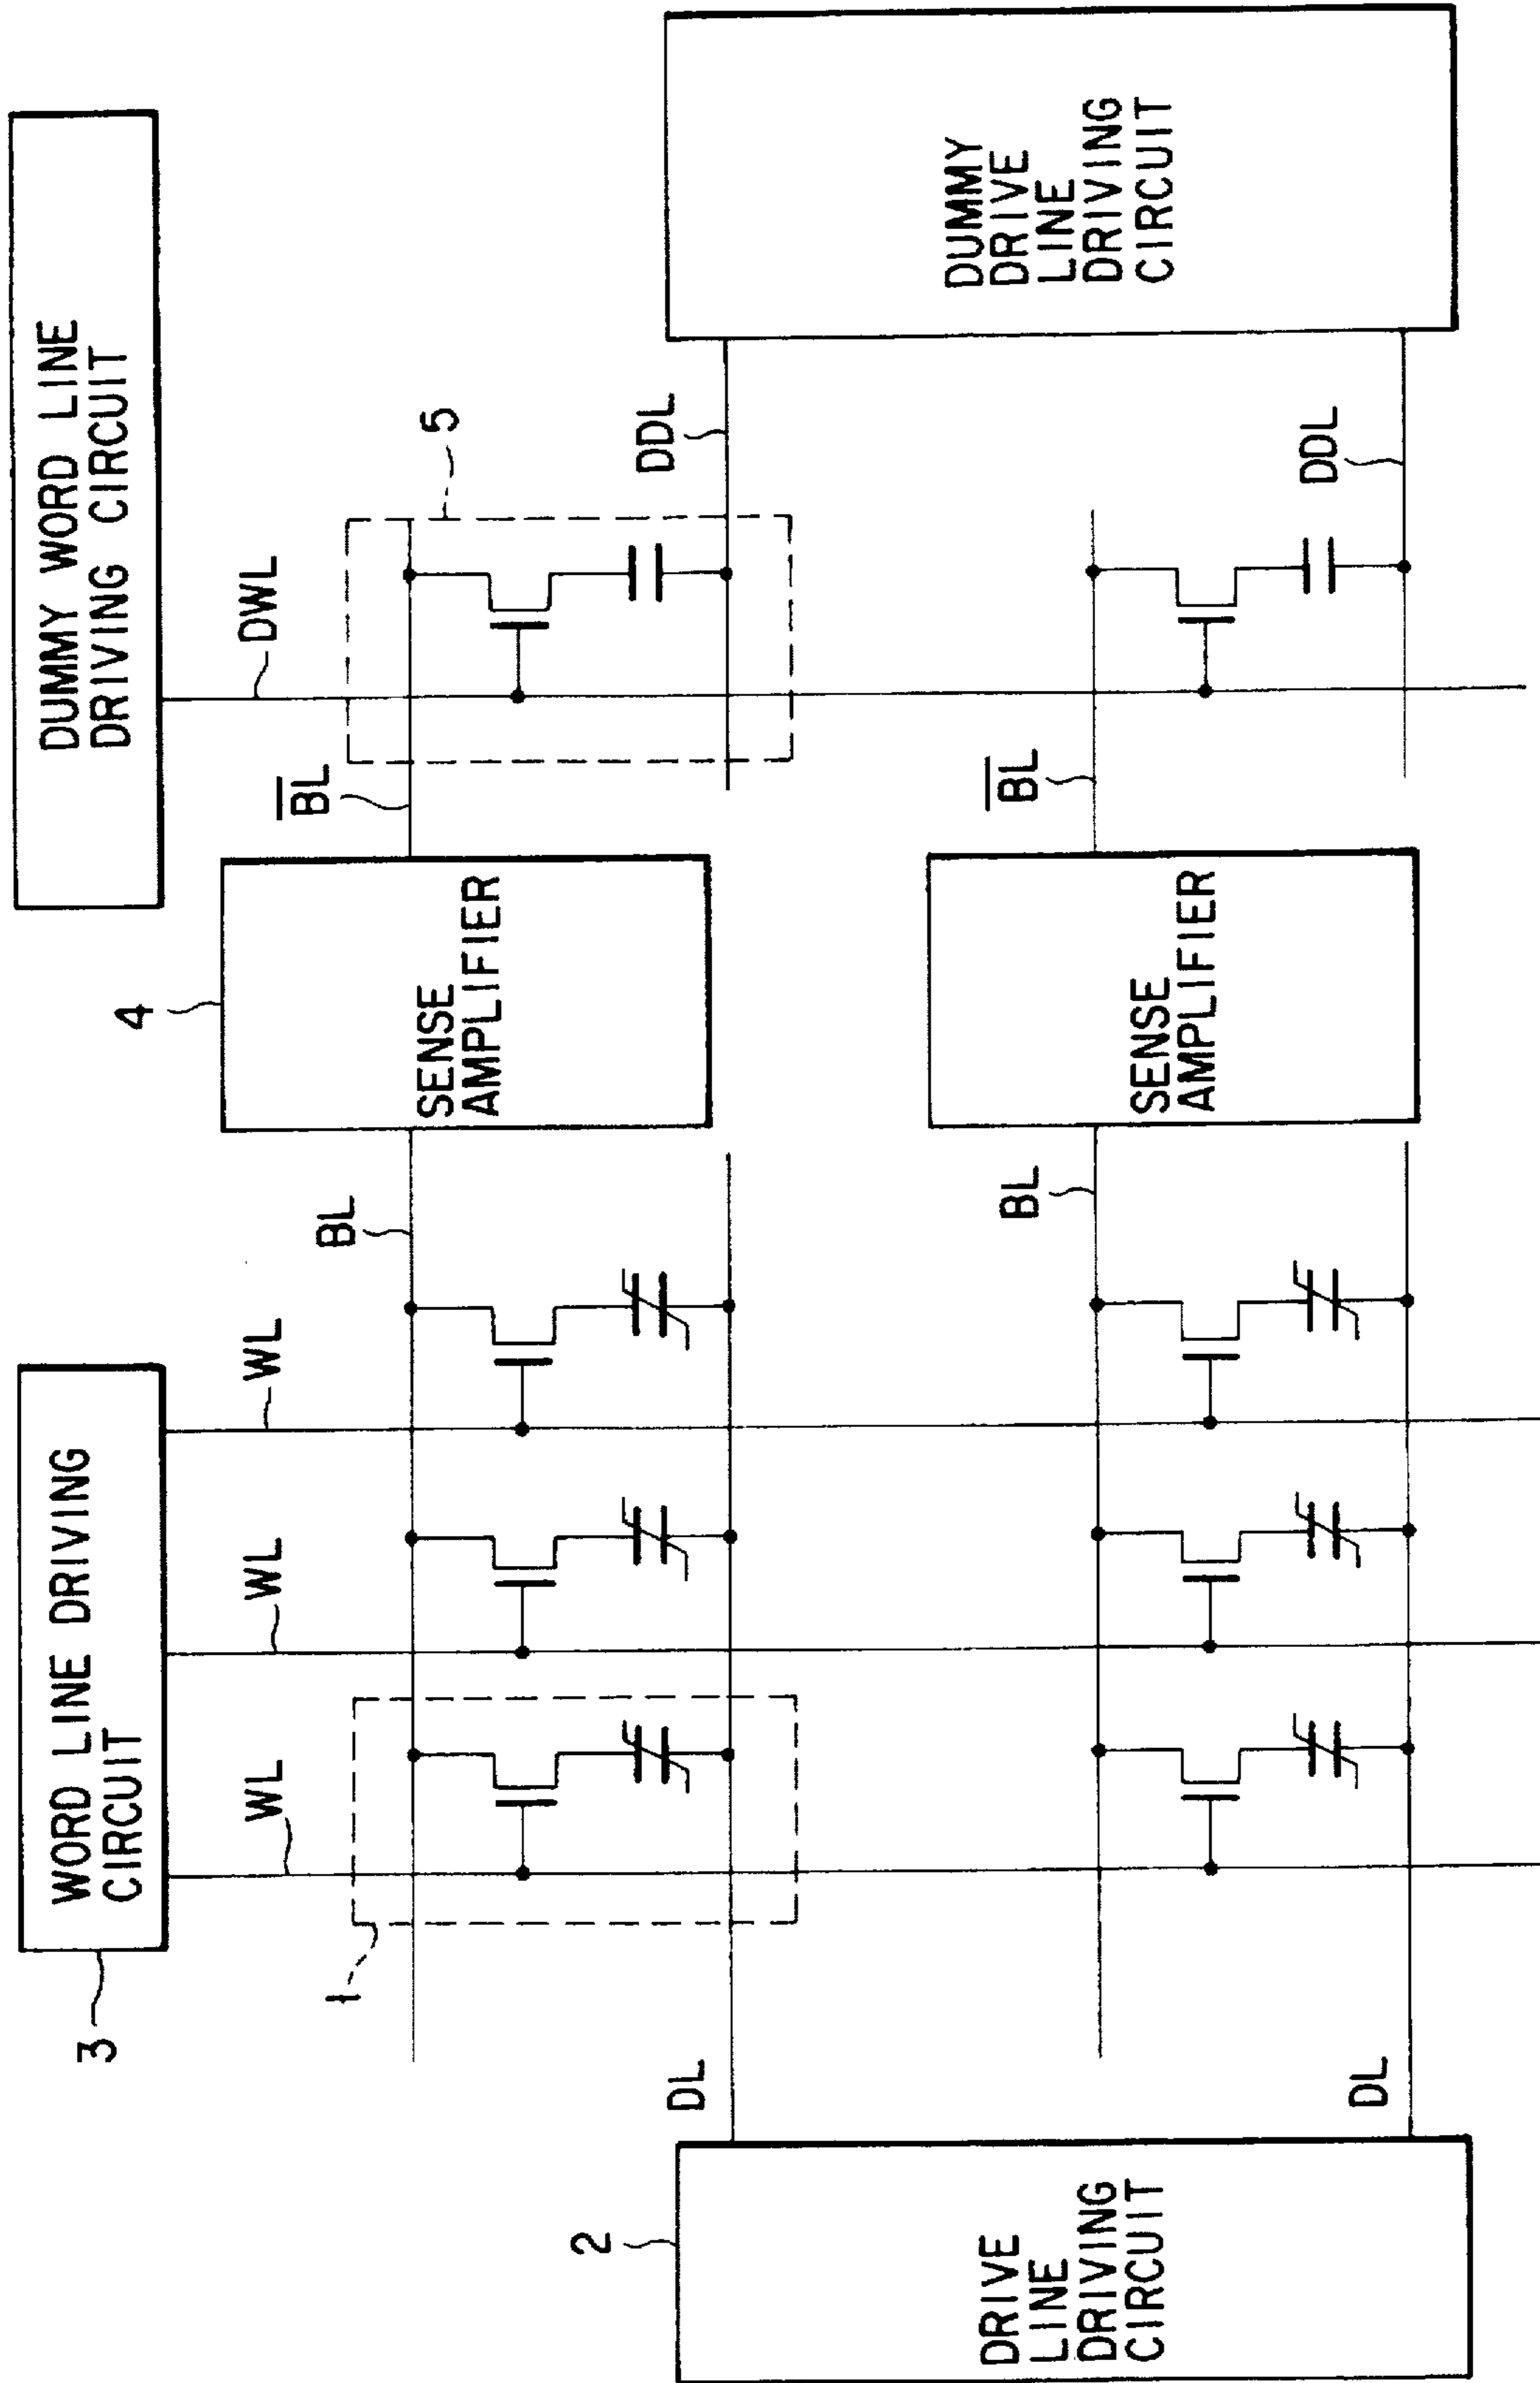 WORD LINE DRIVING
CIRCUIT
3
DUMMY WORD LINE
DRIVING CIRCUIT
WL
WL
WL
DWL
1
BL
4
BL
5
SENSE
AMPLIFIER
2
DL
DDL
DRIVE
LINE
DRIVING
CIRCUIT
DUMMY
DRIVE
LINE
DRIVING
CIRCUIT
BL
BL
SENSE
AMPLIFIER
DL
DDL